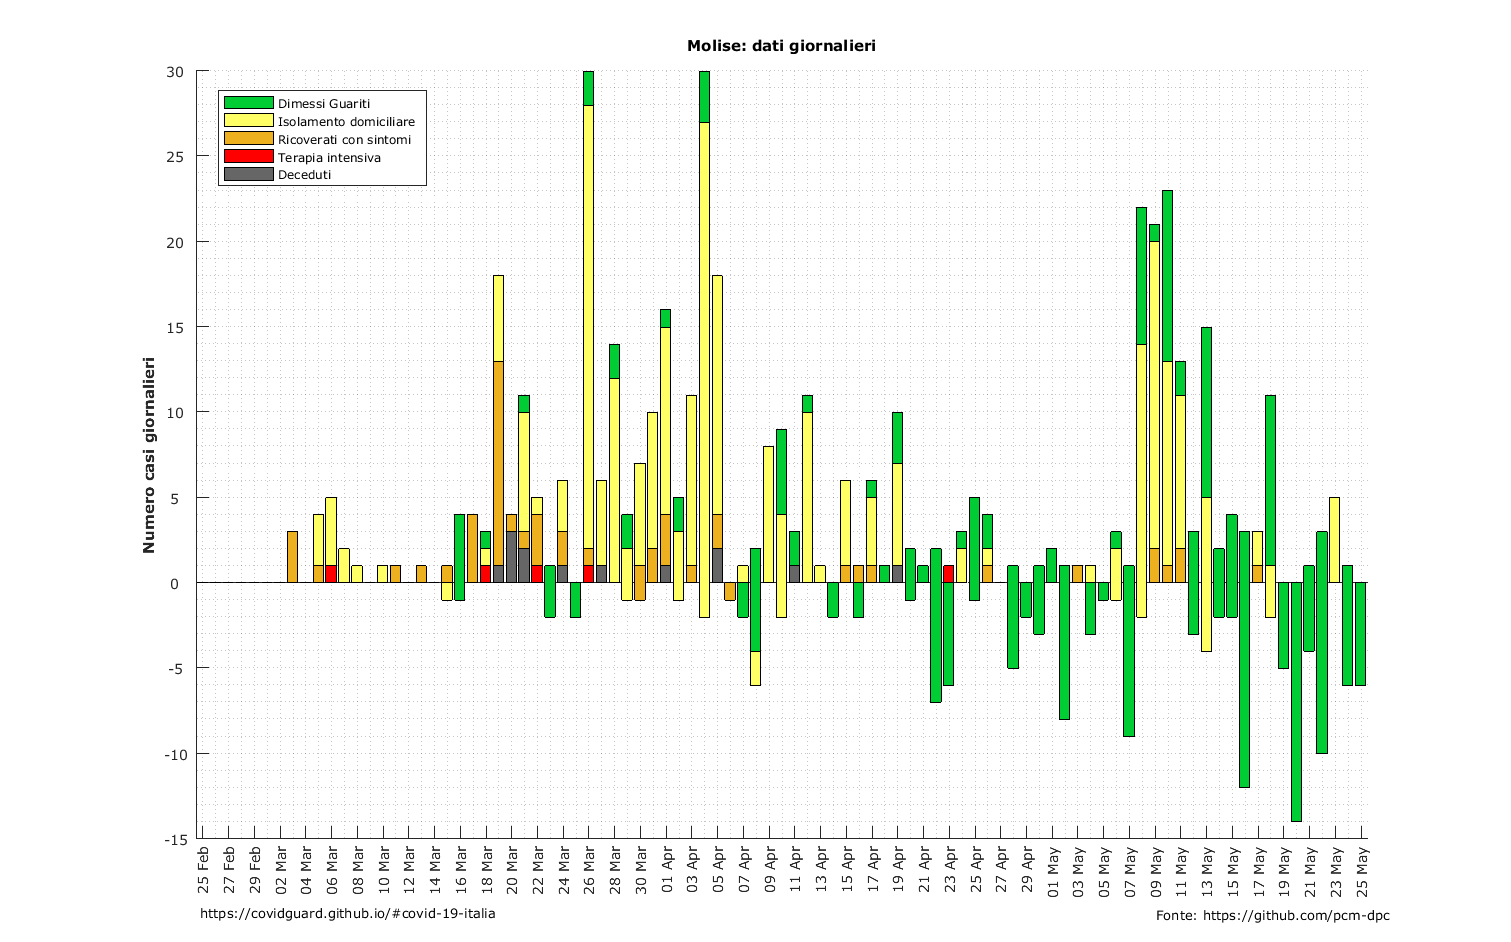 Molise: dati giornalieri
Dimessi Guariti
Isolamento domiciliare
Ricoverati con sintomi
Terapia intensiva
Deceduti
Numero casi giornalieri
30
25
20
15
10
5
0
-5
-10
-15
25 Feb
27 Feb
29 Feb
02 Mar
04 Mar
06 Mar
08 Mar
10 Mar
12 Mar
14 Mar
16 Mar
18 Mar
20 Mar
22 Mar
24 Mar
26 Mar
28 Mar
30 Mar
01 Apr
03 Apr
05 Apr
07 Apr
09 Apr
11 Apr
13 Apr
15 Apr
17 Apr
19 Apr
21 Apr
23 Apr
25 Apr
27 Apr
29 Apr
01 May
03 May
05 May
07 May
09 May
11 May
13 May
15 May
17 May
19 May
21 May
23 May
25 May
https://covidguard.github.io/#covid-19-italia
Fonte: https://github.com/pcm-dpc